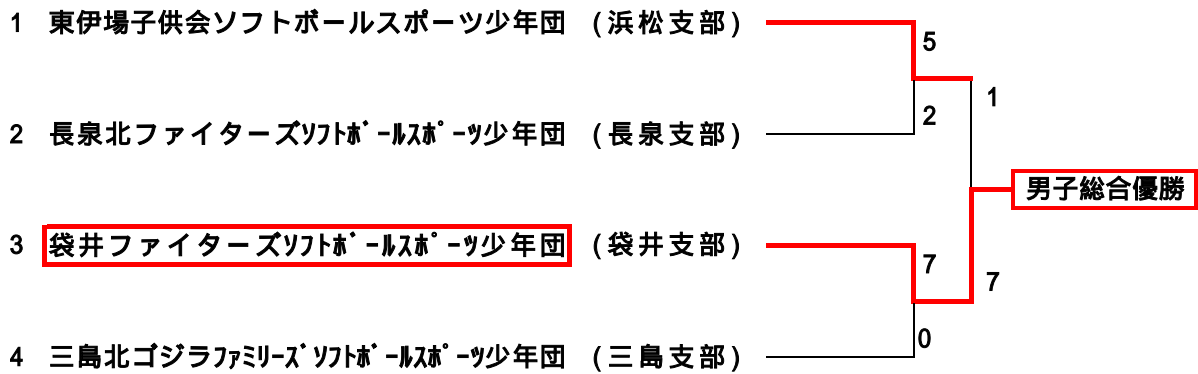 1 東伊場子供会ソフトボールスポーツ少年団 (浜松支部)
5
1
2 長泉北ファイターズｿﾌﾄﾎﾞｰﾙｽﾎﾟｰﾂ少年団 (長泉支部)
2
男子総合優勝
3 袋井ファイターズｿﾌﾄﾎﾞｰﾙｽﾎﾟｰﾂ少年団 (袋井支部)
7
7
4 三島北ゴジラﾌｧﾐﾘｰｽﾞｿﾌﾄﾎﾞｰﾙｽﾎﾟｰﾂ少年団 (三島支部)
0